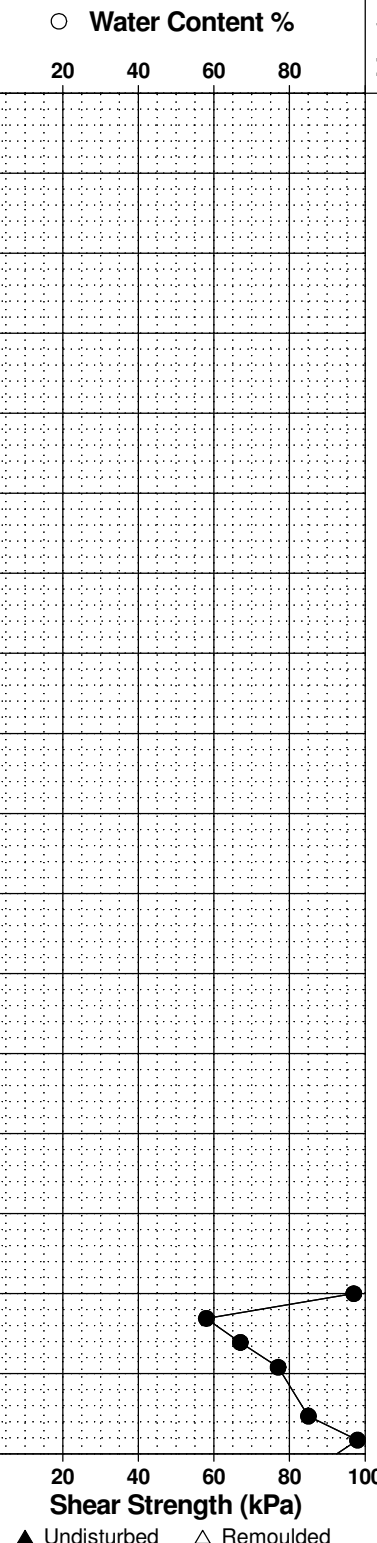 ○ Water Content %
20 40 60 80
20 40 60 80 100
Shear Strength (kPa)
▲ Undisturbed △ Remoulded